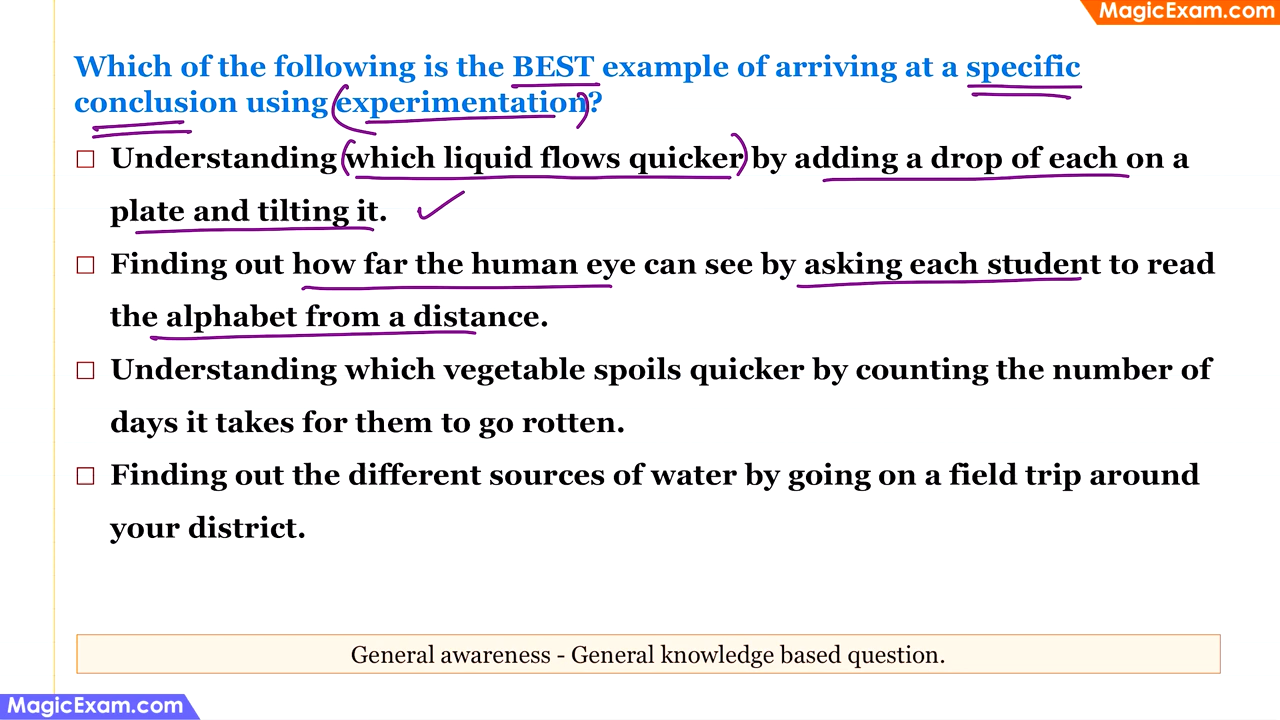 MagicExam.com
Which of the following is the BEST example of arriving at a specific
conclusion using experimentation?
Understanding which liquid flows quicker by adding a drop of each on a
plate and tilting it.
Finding out how far the human eye can see by asking each student to read
the alphabet from a distance.
Understanding which vegetable spoils quicker by counting the number of
days it takes for them to go rotten.
Finding out the different sources of water by going on a field trip around
your district.
General awareness - General knowledge based question.
MagicExam.com